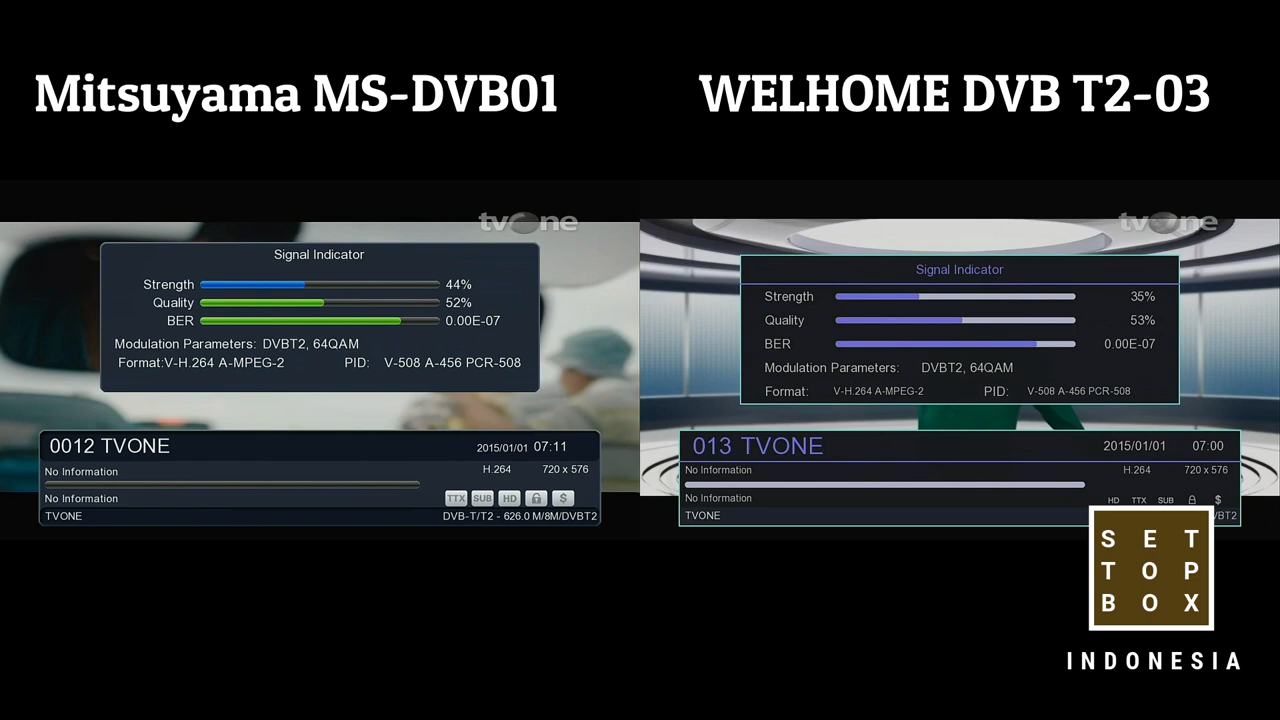 Mitsuyama MS-DVB01
tvOne
Signal Indicator
Strength 44%
Quality 52%
BER 0.00E-07
Modulation Parameters: DVBT2, 64QAM
Format:V-H.264 A-MPEG-2 PID: V-508 A-456 PCR-508
0012 TVONE 2015/01/01 07:11
No Information H.264 720 x 576
No Information TTX SUB HD $
TVONE DVB-T/T2 - 626.0 M/8M/DVBT2
WELHOME DVB T2-03
tvOne
Signal Indicator
Strength 35%
Quality 53%
BER 0.00E-07
Modulation Parameters: DVBT2, 64QAM
Format: V-H.264 A-MPEG-2 PID: V-508 A-456 PCR-508
013 TVONE 2015/01/01 07:00
No Information H.264 720 x 576
No Information HD TTX SUB $
TVONE
SET
TOP
BOX
INDONESIA